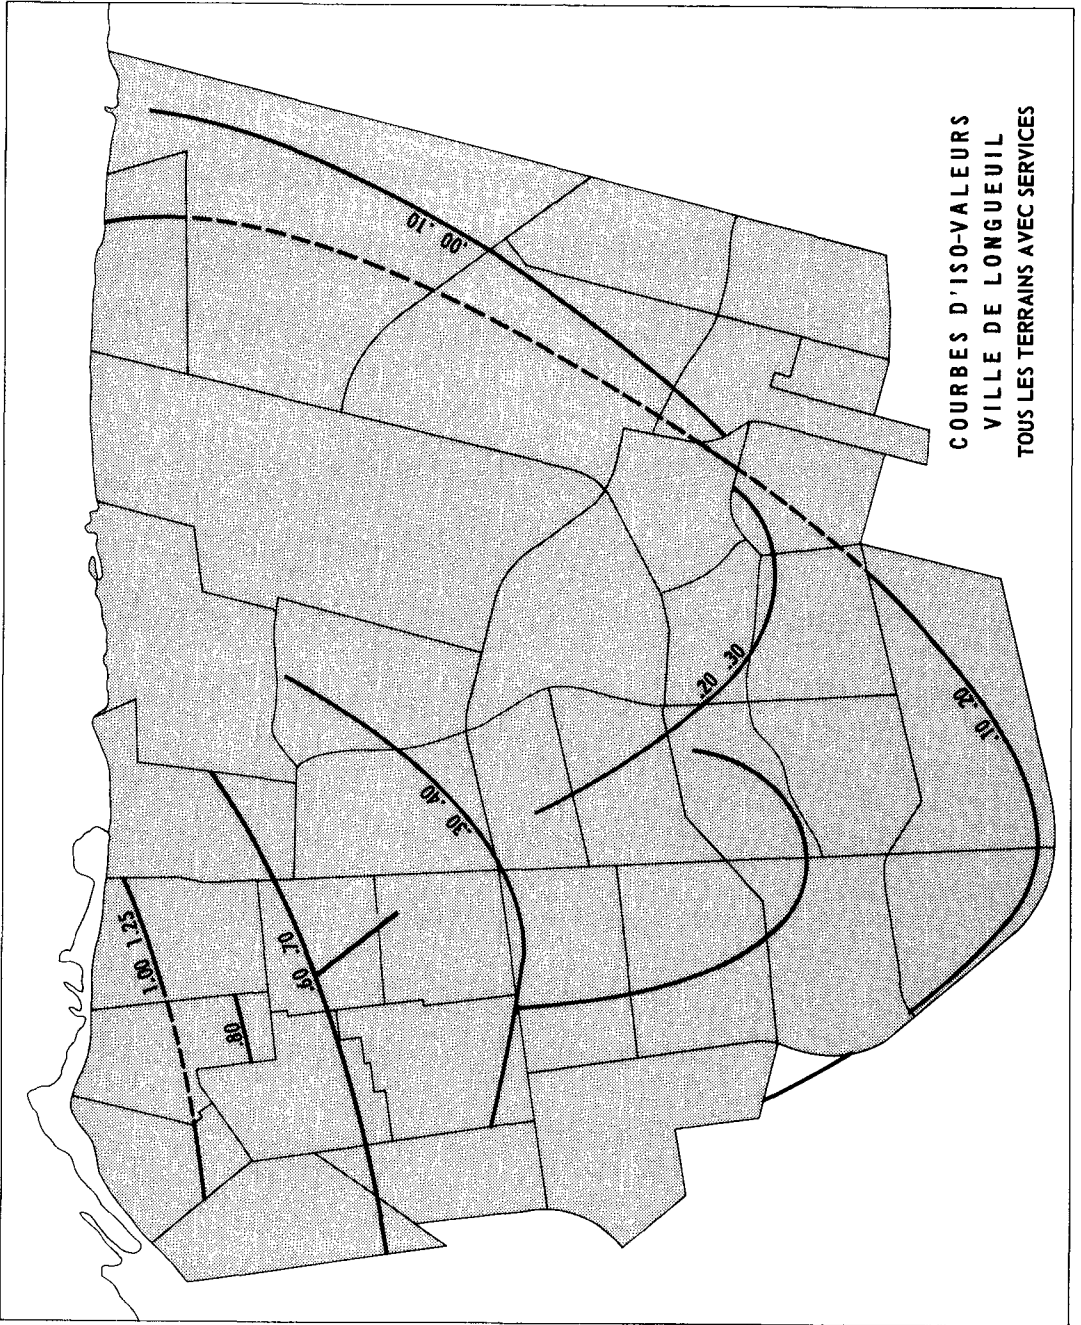 COURBES D'ISO-VALEURS
VILLE DE LONGUEUIL
TOUS LES TERRAINS AVEC SERVICES
1.00 1.25
.80
.60 .70
.30 .40
.20 .30
.10 .20
.00 .10